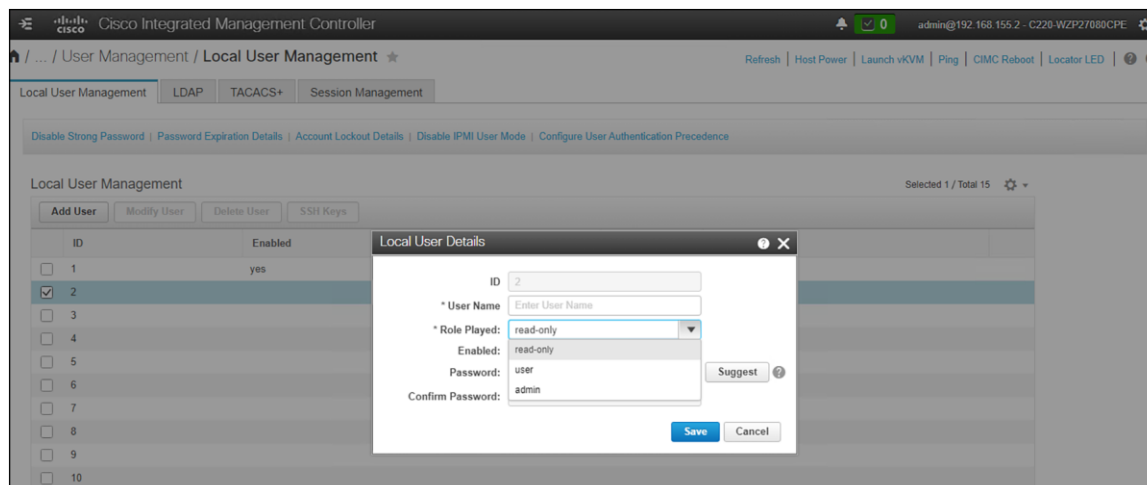 cisco Cisco Integrated Management Controller 0 admin@192.168.155.2 - C220-WZP27080CPE
/ ... / User Management / Local User Management
Refresh | Host Power | Launch vKVM | Ping | CIMC Reboot | Locator LED |
Local User Management LDAP TACACS+ Session Management
Disable Strong Password | Password Expiration Details | Account Lockout Details | Disable IPMI User Mode | Configure User Authentication Precedence
Local User Management Selected 1 / Total 15
Add User Modify User Delete User SSH Keys
ID Enabled
1 yes
2
3
4
5
6
7
8
9
10
Local User Details ?
ID 2
* User Name Enter User Name
* Role Played: read-only
Enabled: read-only
Password: user Suggest ?
admin
Confirm Password:
Save Cancel